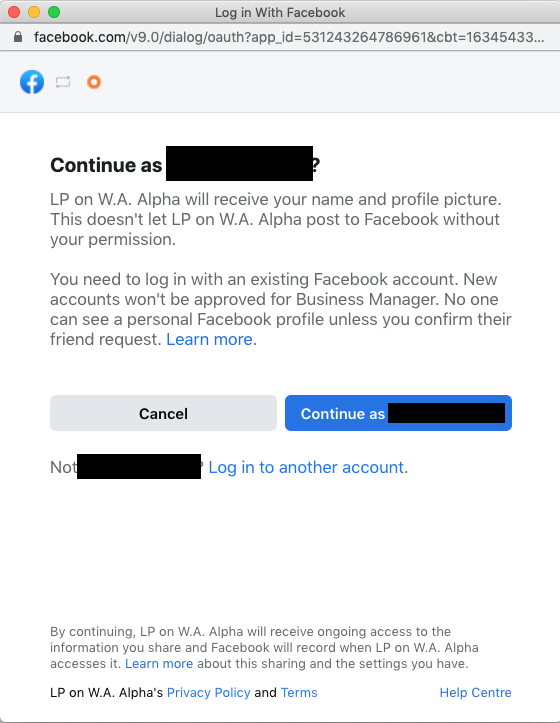 Log in With Facebook
facebook.com/v9.0/dialog/oauth?app_id=531243264786961&cbt=16345433...
Continue as ?
LP on W.A. Alpha will receive your name and profile picture.
This doesn't let LP on W.A. Alpha post to Facebook without
your permission.
You need to log in with an existing Facebook account. New
accounts won't be approved for Business Manager. No one
can see a personal Facebook profile unless you confirm their
friend request. Learn more.
Cancel
Continue as
Not ? Log in to another account.
By continuing, LP on W.A. Alpha will receive ongoing access to the
information you share and Facebook will record when LP on W.A. Alpha
accesses it. Learn more about this sharing and the settings you have.
LP on W.A. Alpha's Privacy Policy and Terms
Help Centre